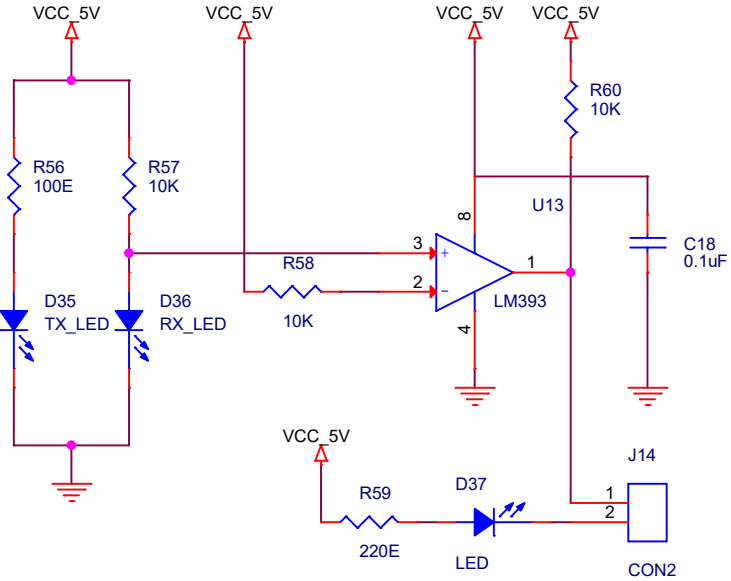 VCC_5V
VCC_5V
VCC_5V
VCC_5V
R56
100E
R57
10K
R60
10K
U13
8
3
+
2
-
1
4
LM393
R58
10K
C18
0.1uF
D35
TX_LED
D36
RX_LED
VCC_5V
R59
220E
D37
LED
J14
1
2
CON2